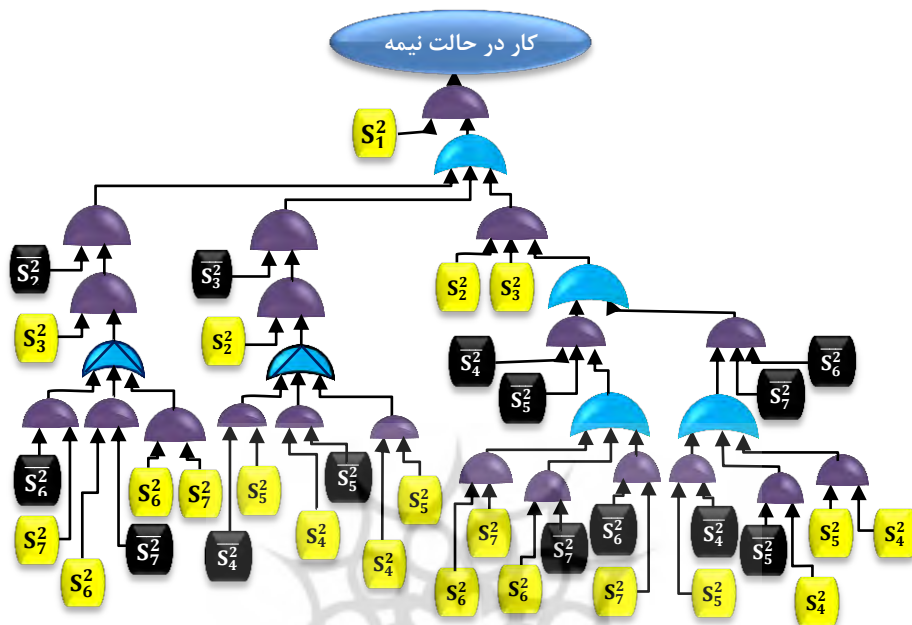 کار در حالت نیمه
S₁²
S̅₂²
S̅₃²
S₂² S₃²
S₃²
S₂²
S̅₄²
S̅₅²
S̅₆²
S̅₇²
S̅₆²
S₇²
S₆²
S̅₇²
S₆² S₇²
S̅₄²
S₅²
S₄²
S̅₅²
S₄²
S₅²
S₆²
S₇²
S₆²
S̅₇²
S̅₆²
S₇²
S₅²
S̅₄²
S̅₅²
S₄²
S₅² S₄²